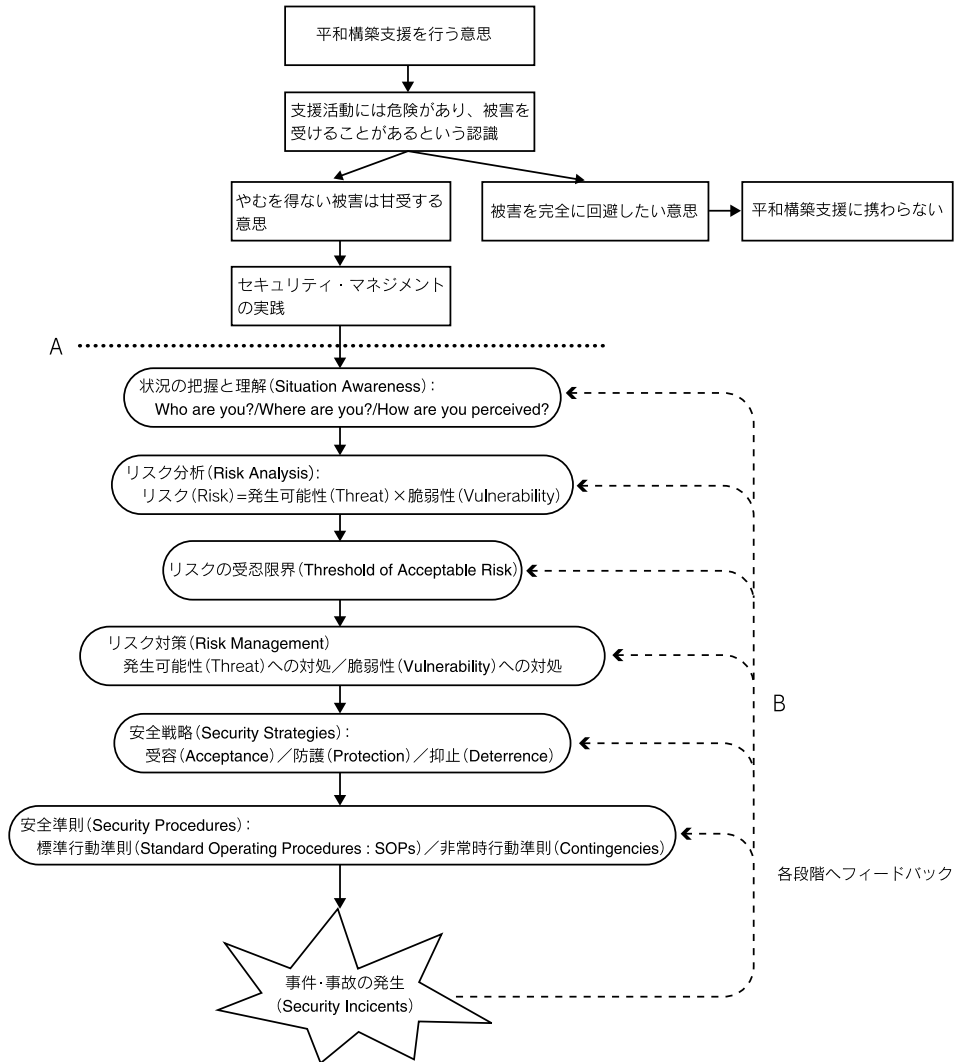 平和構築支援を行う意思
支援活動には危険があり、被害を
受けることがあるという認識
やむを得ない被害は甘受する
意思
被害を完全に回避したい意思
平和構築支援に携わらない
セキュリティ・マネジメント
の実践
A
状況の把握と理解(Situation Awareness):
Who are you?/Where are you?/How are you perceived?
リスク分析(Risk Analysis):
リスク(Risk)=発生可能性(Threat)×脆弱性(Vulnerability)
リスクの受忍限界(Threshold of Acceptable Risk)
リスク対策(Risk Management)
発生可能性(Threat)への対処/脆弱性(Vulnerability)への対処
B
安全戦略(Security Strategies):
受容(Acceptance)/防護(Protection)/抑止(Deterrence)
安全準則(Security Procedures):
標準行動準則(Standard Operating Procedures : SOPs)/非常時行動準則(Contingencies)
各段階へフィードバック
事件・事故の発生
(Security Incicents)